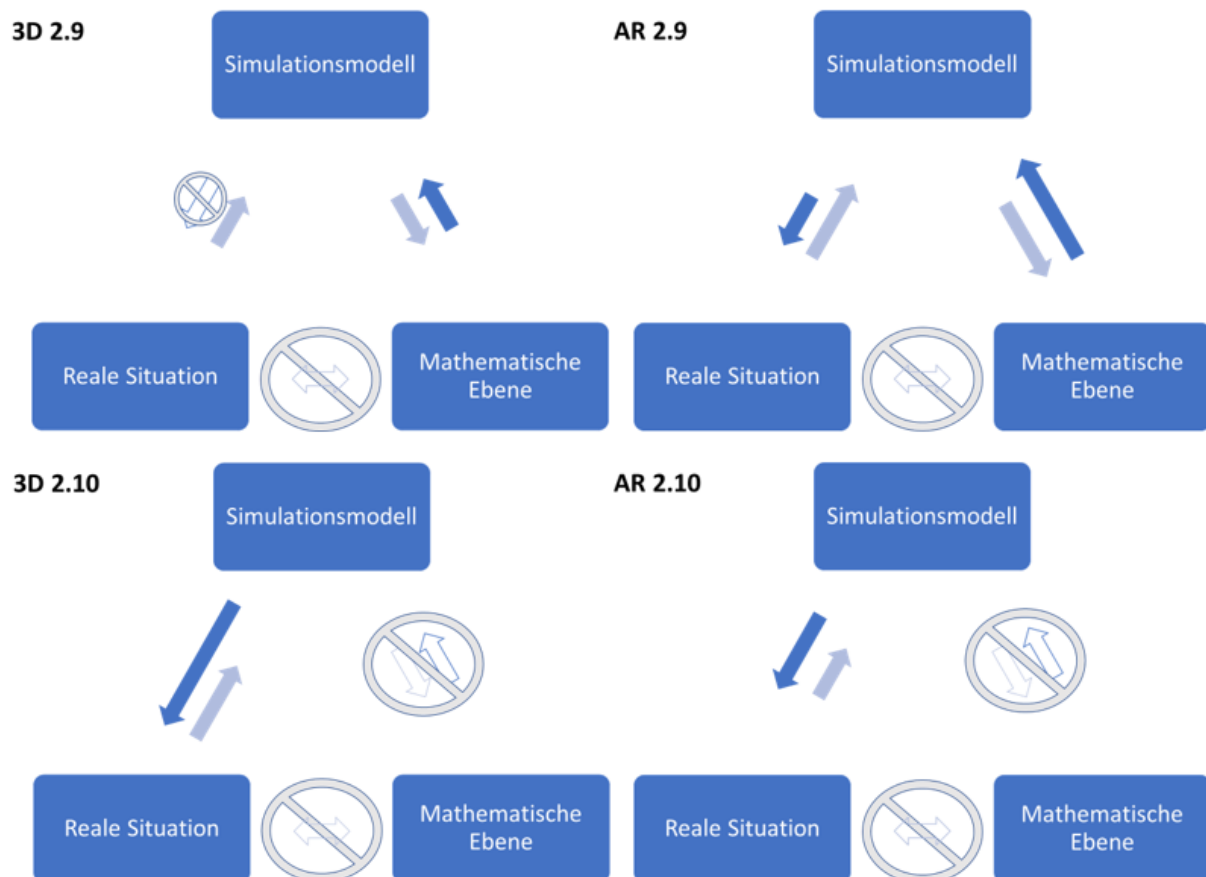 3D 2.9
Simulationsmodell
Reale Situation
Mathematische
Ebene
AR 2.9
Simulationsmodell
Reale Situation
Mathematische
Ebene
3D 2.10
Simulationsmodell
Reale Situation
Mathematische
Ebene
AR 2.10
Simulationsmodell
Reale Situation
Mathematische
Ebene